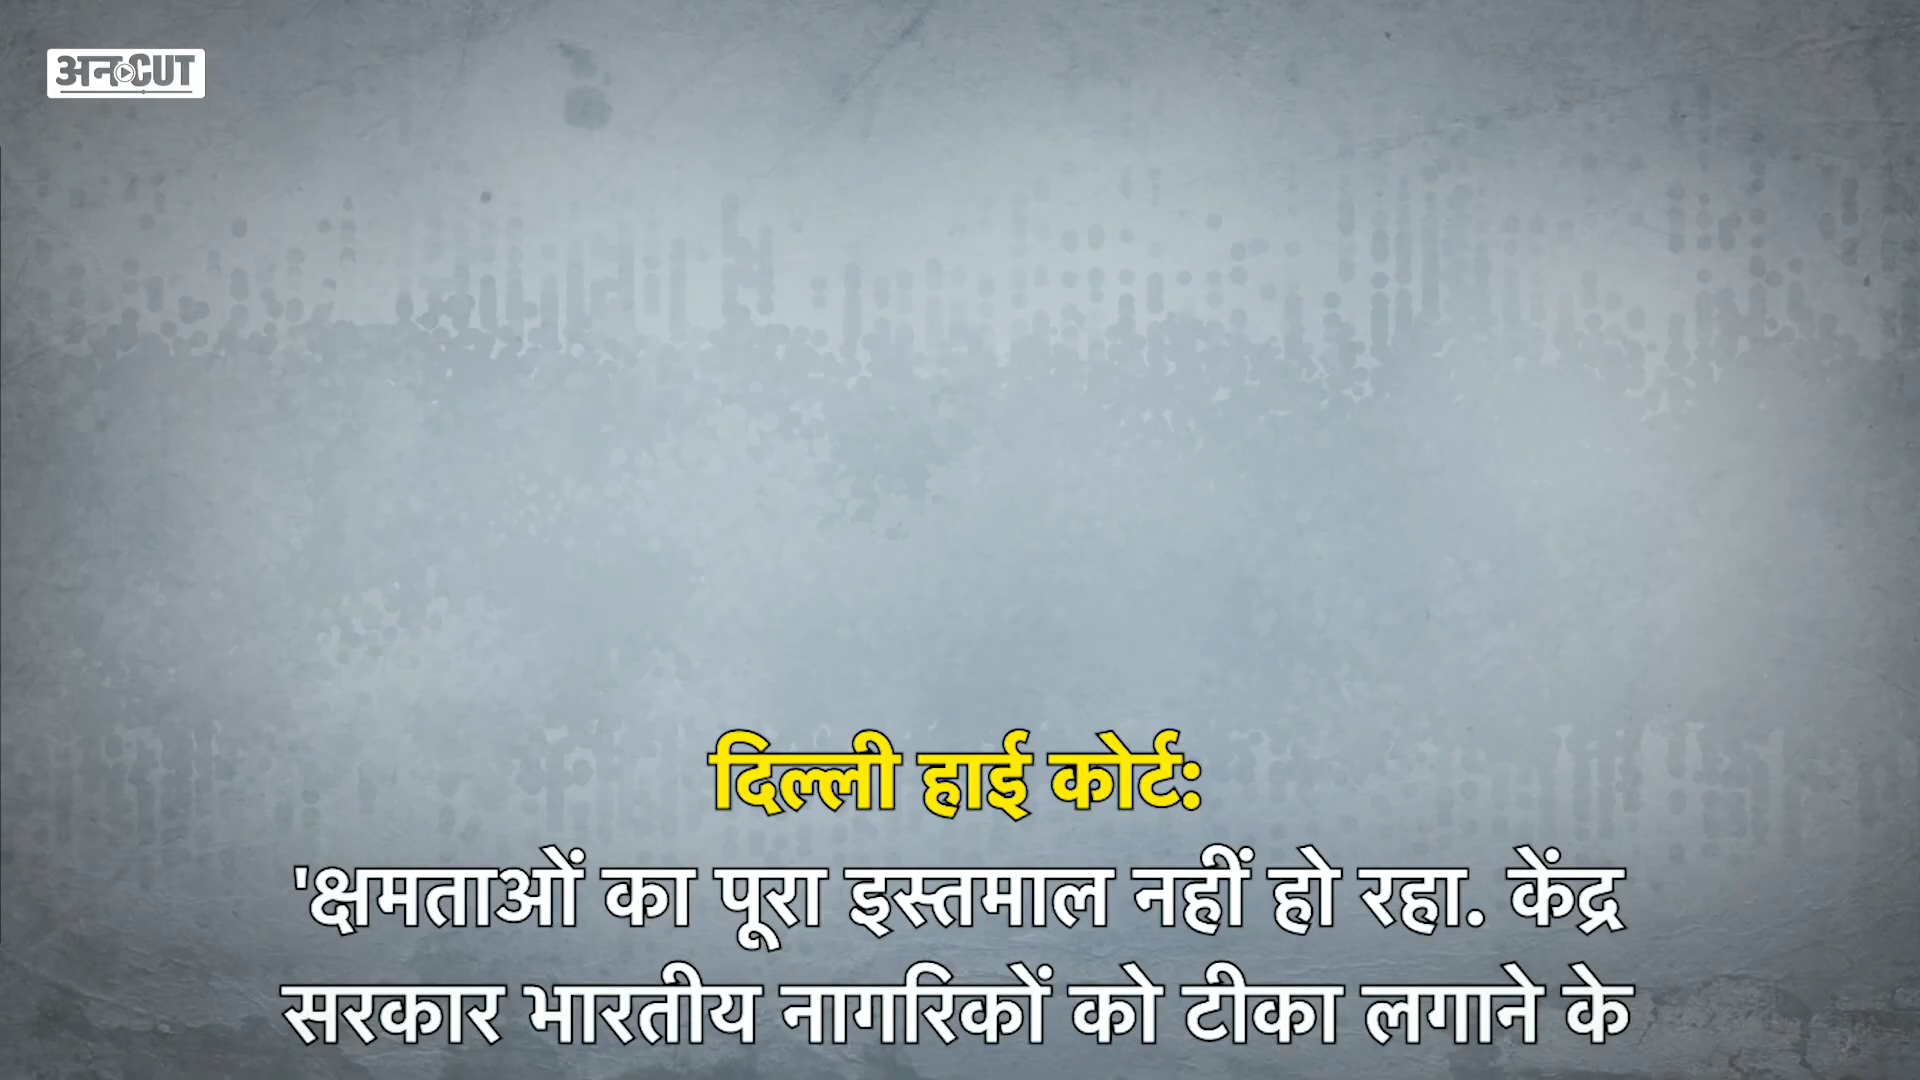 अनCUT
दिल्ली हाई कोर्ट:
'क्षमताओं का पूरा इस्तमाल नहीं हो रहा. केंद्र
सरकार भारतीय नागरिकों को टीका लगाने के